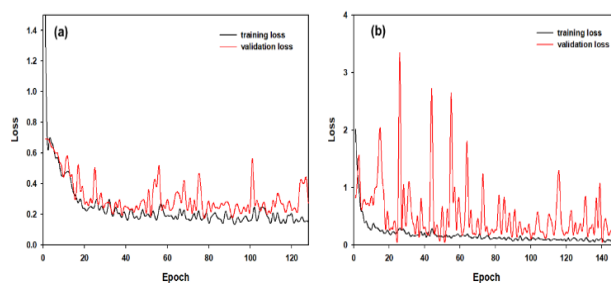 (a)
training loss
validation loss
Loss
1.4
1.2
1.0
0.8
0.6
0.4
0.2
0.0
0 20 40 60 80 100 120
Epoch
(b)
training loss
validation loss
Loss
4
3
2
1
0
0 20 40 60 80 100 120 140
Epoch